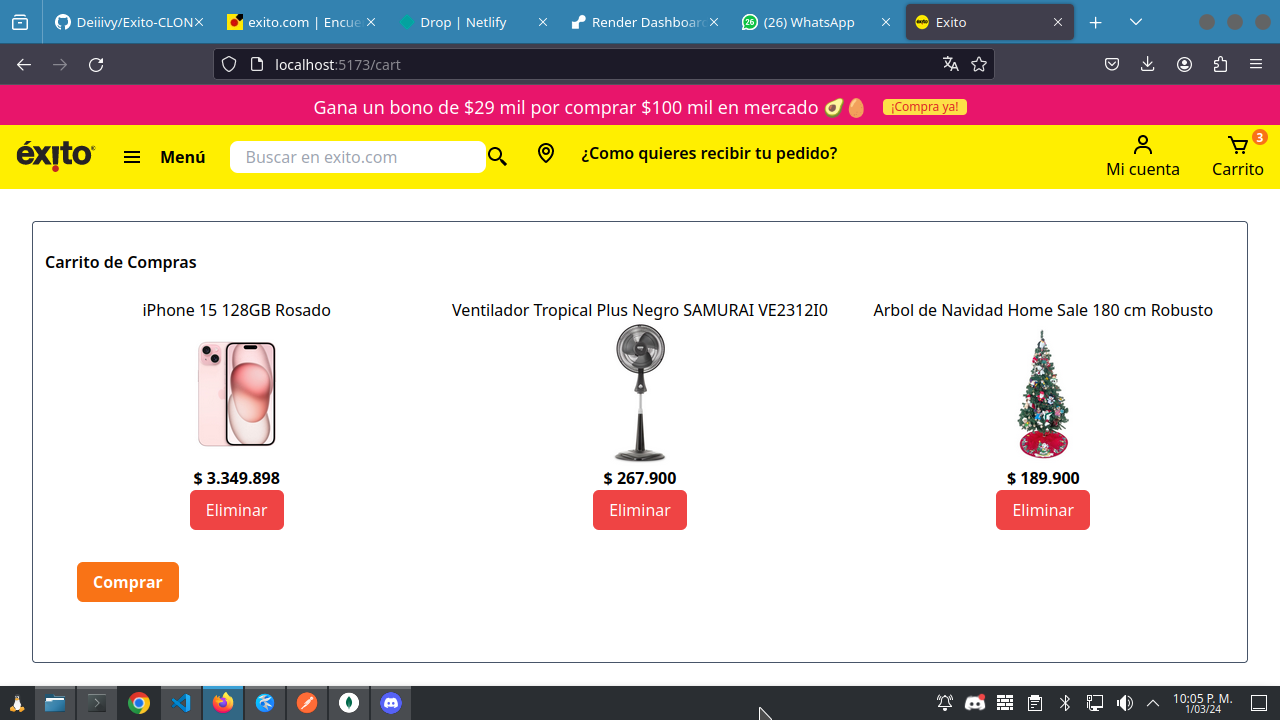 Deiiivy/Exito-CLON
exito.com | Encue
Drop | Netlify
Render Dashboard
(26) WhatsApp
Exito
localhost:5173/cart
Gana un bono de $29 mil por comprar $100 mil en mercado 🥑🥚 ¡Compra ya!
éxito®
Menú
Buscar en exito.com
¿Como quieres recibir tu pedido?
Mi cuenta
3
Carrito
Carrito de Compras
iPhone 15 128GB Rosado
$ 3.349.898
Eliminar
Ventilador Tropical Plus Negro SAMURAI VE2312I0
$ 267.900
Eliminar
Arbol de Navidad Home Sale 180 cm Robusto
$ 189.900
Eliminar
Comprar
10:05 P. M.
1/03/24